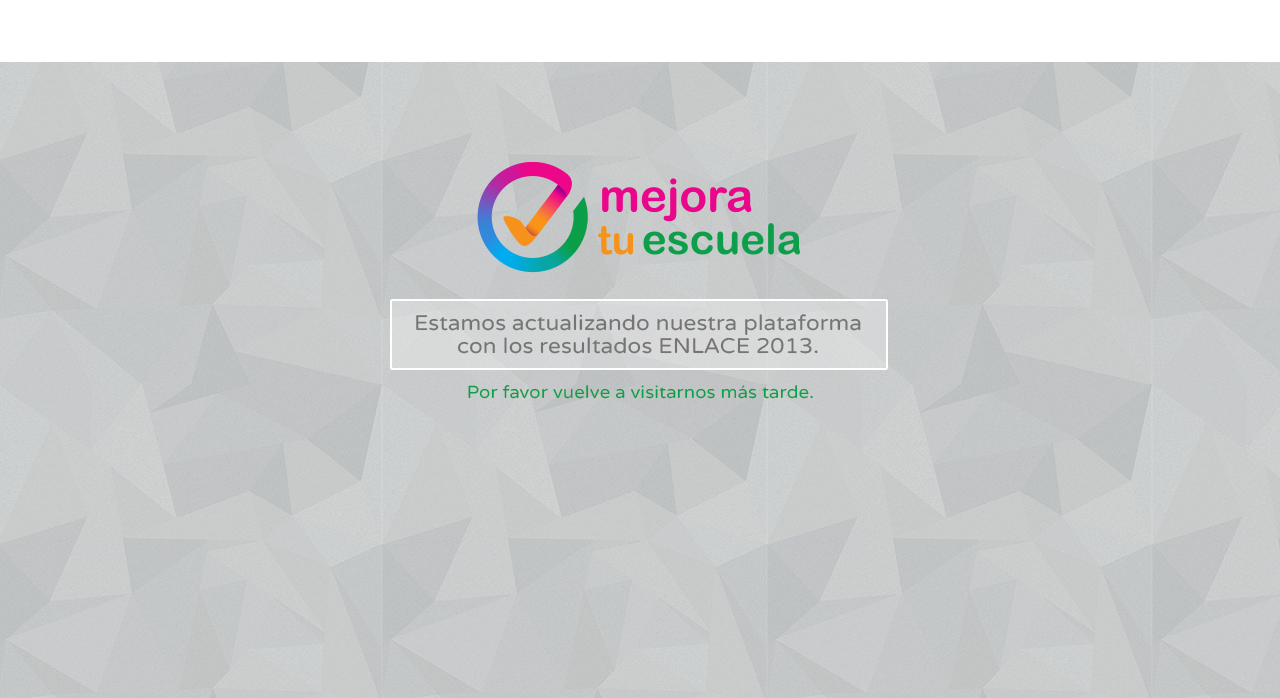 mejora
tu escuela
Estamos actualizando nuestra plataforma
con los resultados ENLACE 2013.
Por favor vuelve a visitarnos más tarde.